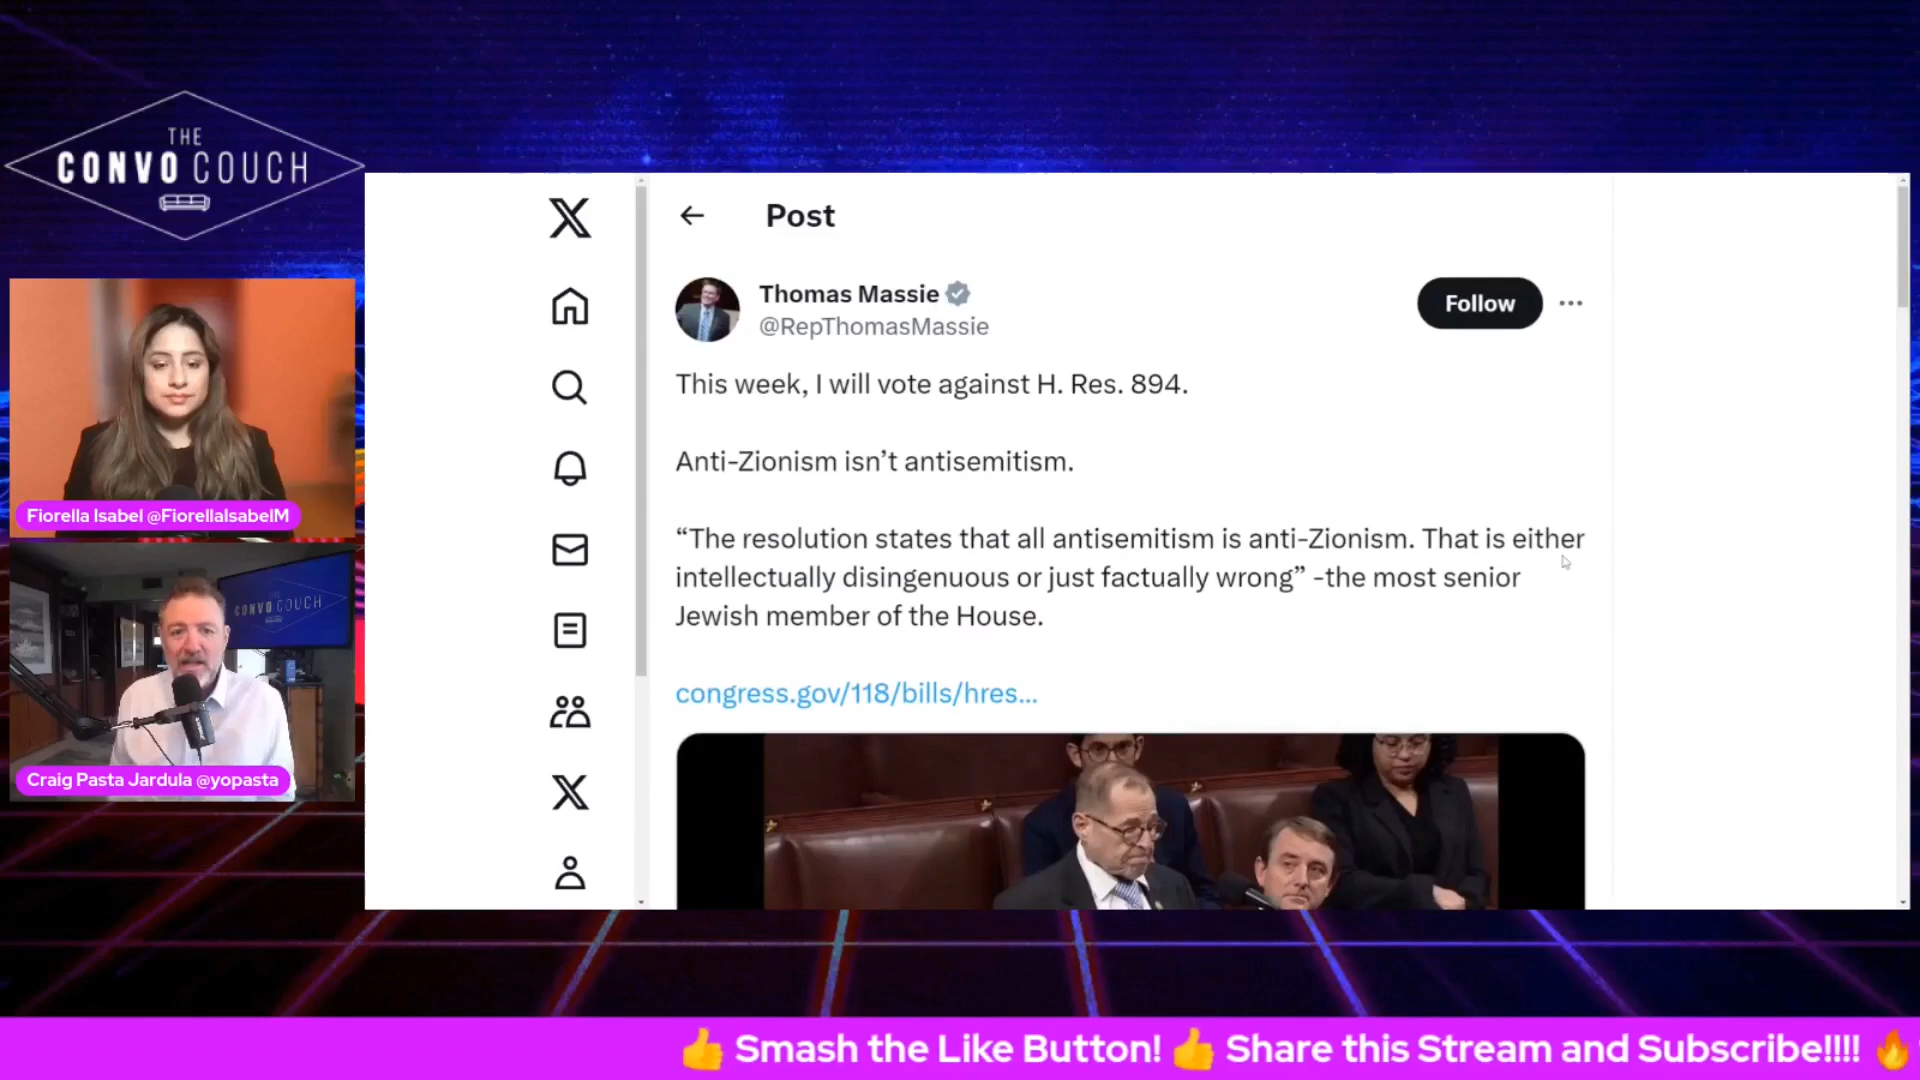 THE
CONVO COUCH
Post
Thomas Massie
@RepThomasMassie
Follow
This week, I will vote against H. Res. 894.
Anti-Zionism isn’t antisemitism.
“The resolution states that all antisemitism is anti-Zionism. That is either
intellectually disingenuous or just factually wrong” -the most senior
Jewish member of the House.
congress.gov/118/bills/hres...
Fiorella Isabel @FiorellaIsabelM
CONVO COUCH
Craig Pasta Jardula @yopasta
👍 Smash the Like Button! 👍 Share this Stream and Subscribe!!!! 🔥